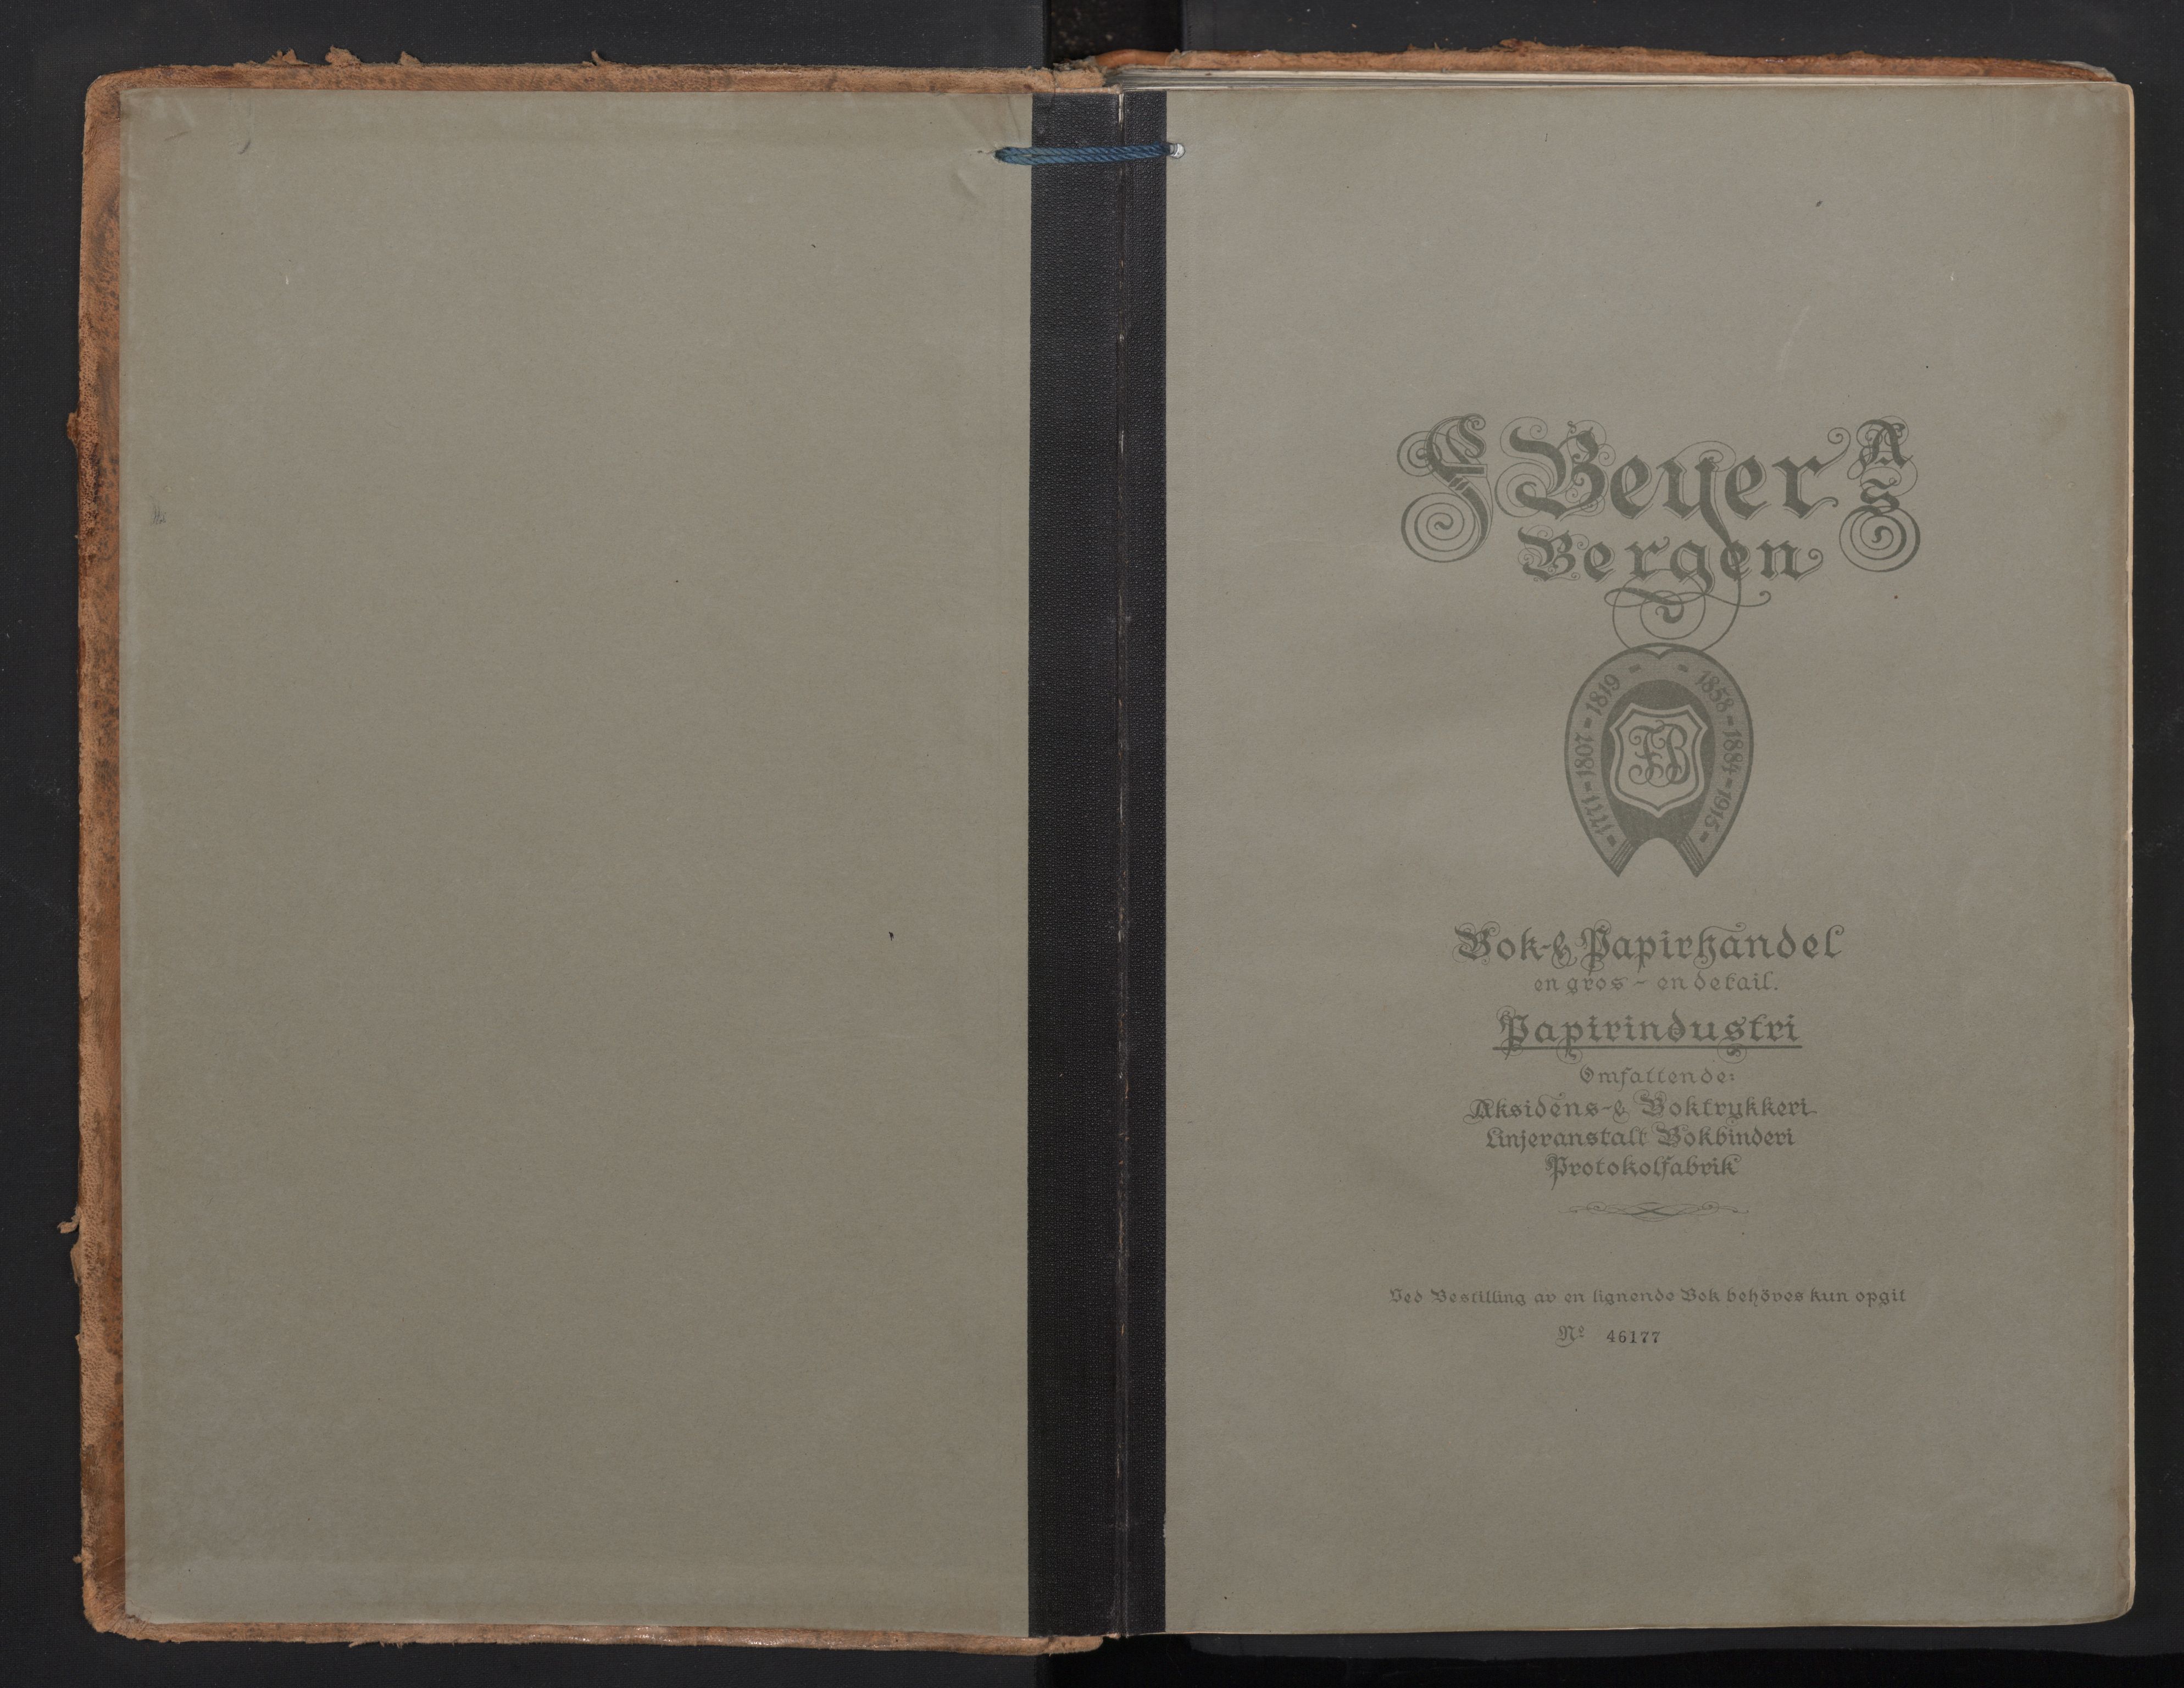 F Beyer A/S
Bergen
1771 - 1807 - 1819 - - 1858 - 1884 - 1915 -
FB
Bok- & Papirhandel
en gros - en detail.
Papirindustri
Omfattende:
Aksidens- & Boktrykkeri
Linjeranstalt Bokbinderi
Protokolfabrik
Ved Bestilling av en lignende Bok behöves kun opgit
No 46177